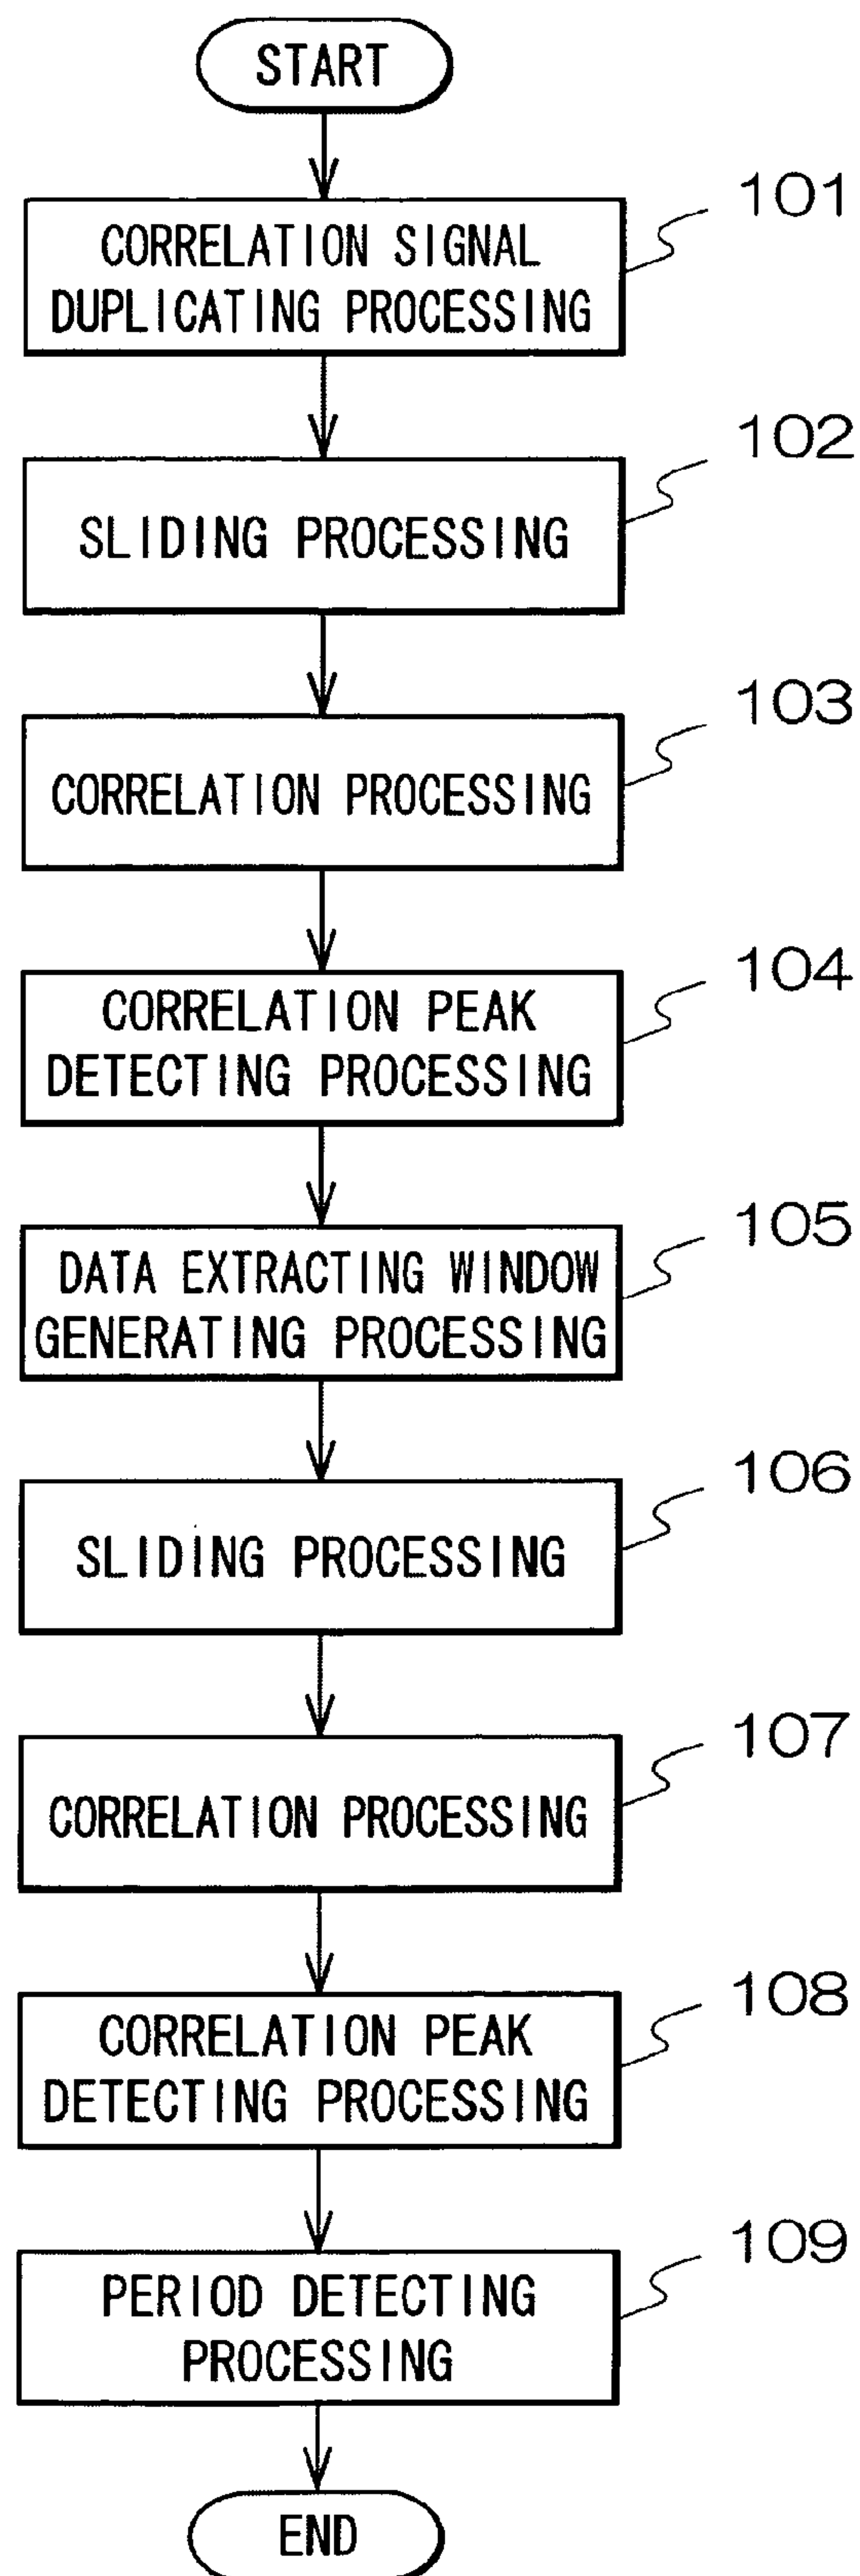 START
101
CORRELATION SIGNAL
DUPLICATING PROCESSING
102
SLIDING PROCESSING
103
CORRELATION PROCESSING
104
CORRELATION PEAK
DETECTING PROCESSING
105
DATA EXTRACTING WINDOW
GENERATING PROCESSING
106
SLIDING PROCESSING
107
CORRELATION PROCESSING
108
CORRELATION PEAK
DETECTING PROCESSING
109
PERIOD DETECTING
PROCESSING
END